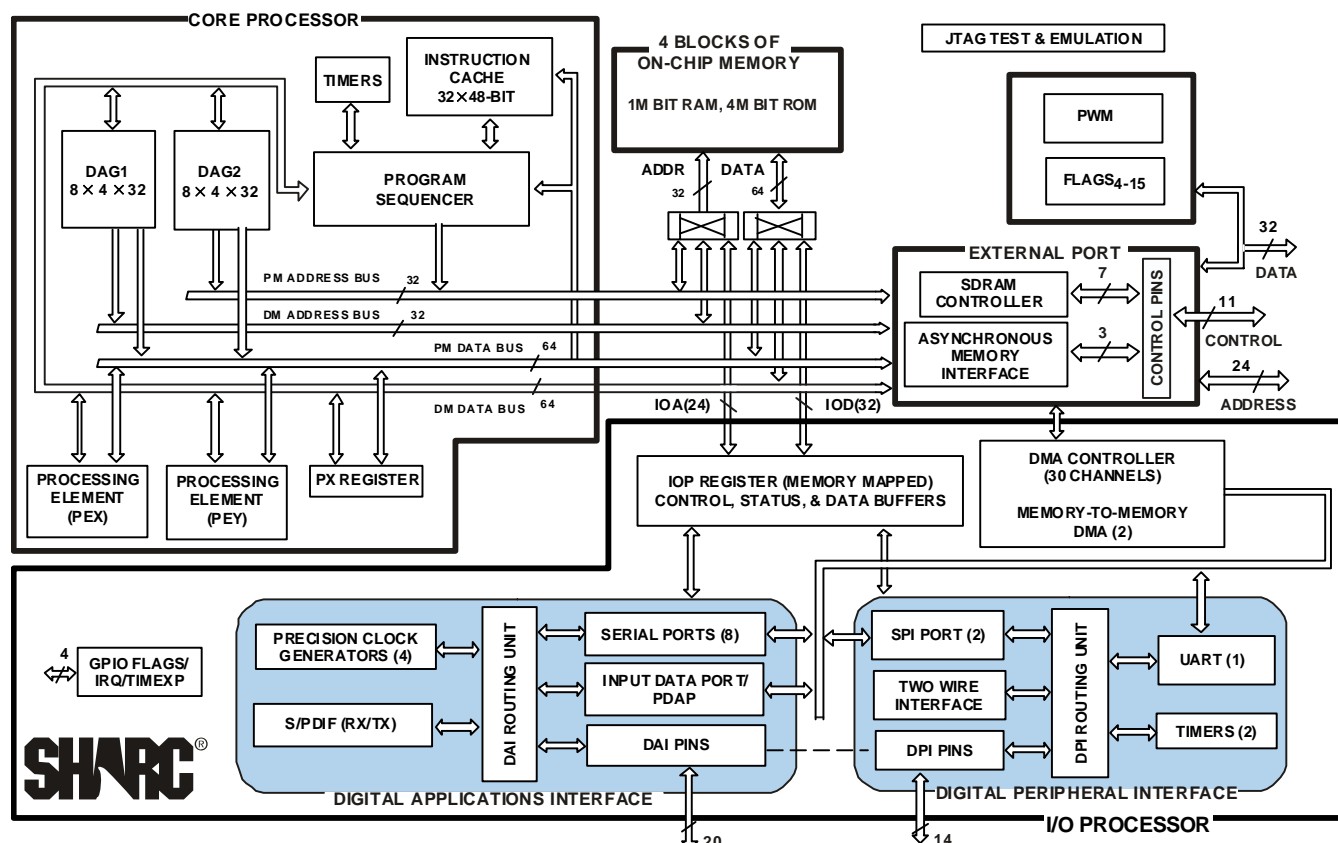 CORE PROCESSOR
TIMERS
INSTRUCTION
CACHE
32×48-BIT
DAG1
8×4×32
DAG2
8×4×32
PROGRAM
SEQUENCER
PM ADDRESS BUS
32
DM ADDRESS BUS
32
PM DATA BUS
64
DM DATA BUS
64
PROCESSING
ELEMENT
(PEX)
PROCESSING
ELEMENT
(PEY)
PX REGISTER
4 BLOCKS OF
ON-CHIP MEMORY
1M BIT RAM, 4M BIT ROM
ADDR
DATA
32
64
IOA(24)
IOD(32)
JTAG TEST & EMULATION
PWM
FLAGS4-15
EXTERNAL PORT
SDRAM
CONTROLLER
7
ASYNCHRONOUS
MEMORY
INTERFACE
3
CONTROL PINS
32
DATA
11
CONTROL
24
ADDRESS
IOP REGISTER (MEMORY MAPPED)
CONTROL, STATUS, & DATA BUFFERS
DMA CONTROLLER
(30 CHANNELS)
MEMORY-TO-MEMORY
DMA (2)
4
GPIO FLAGS/
IRQ/TIMEXP
PRECISION CLOCK
GENERATORS (4)
S/PDIF (RX/TX)
DAI ROUTING UNIT
SERIAL PORTS (8)
INPUT DATA PORT/
PDAP
DAI PINS
DIGITAL APPLICATIONS INTERFACE
20
SPI PORT (2)
TWO WIRE
INTERFACE
DPI PINS
DPI ROUTING UNIT
UART (1)
TIMERS (2)
DIGITAL PERIPHERAL INTERFACE
14
I/O PROCESSOR
SHARC®